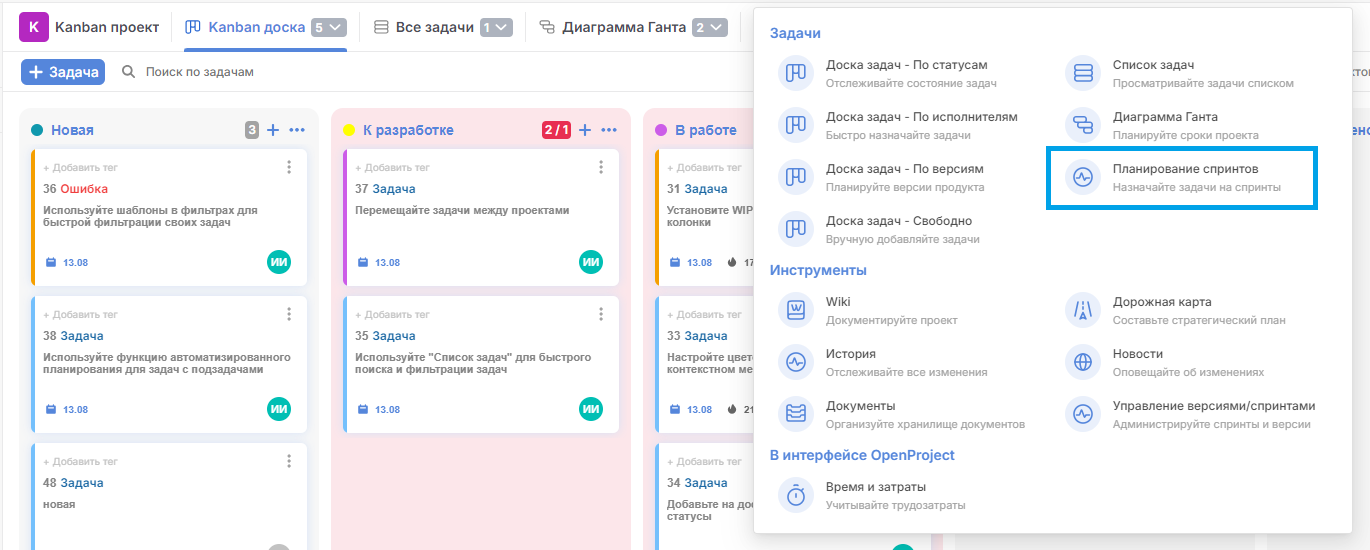 K Kanban проект
Kanban доска 5
Все задачи 1
Диаграмма Ганта 2
+ Задача
Поиск по задачам
Новая 3 + •••
+ Добавить тег
36 Ошибка
Используйте шаблоны в фильтрах для
быстрой фильтрации своих задач
13.08 ИИ
+ Добавить тег
38 Задача
Используйте функцию автоматизированного
планирования для задач с подзадачами
13.08 ИИ
+ Добавить тег
48 Задача
новая
К разработке 2 / 1 + •••
+ Добавить тег
37 Задача
Перемещайте задачи между проектами
13.08 ИИ
+ Добавить тег
35 Задача
Используйте "Список задач" для быстрого
поиска и фильтрации задач
13.08 ИИ
В работе
+ Добавить тег
31 Задача
Установите WIP
колонки
13.08 17
+ Добавить тег
33 Задача
Настройте цвет
контекстном ме
13.08 21
+ Добавить тег
34 Задача
Добавьте на до
статусы
Задачи
Доска задач - По статусам
Отслеживайте состояние задач
Список задач
Просматривайте задачи списком
Доска задач - По исполнителям
Быстро назначайте задачи
Диаграмма Ганта
Планируйте сроки проекта
Доска задач - По версиям
Планируйте версии продукта
Планирование спринтов
Назначайте задачи на спринты
Доска задач - Свободно
Вручную добавляйте задачи
Инструменты
Wiki
Документируйте проект
Дорожная карта
Составьте стратегический план
История
Отслеживайте все изменения
Новости
Оповещайте об изменениях
Документы
Организуйте хранилище документов
Управление версиями/спринтами
Администрируйте спринты и версии
В интерфейсе OpenProject
Время и затраты
Учитывайте трудозатраты